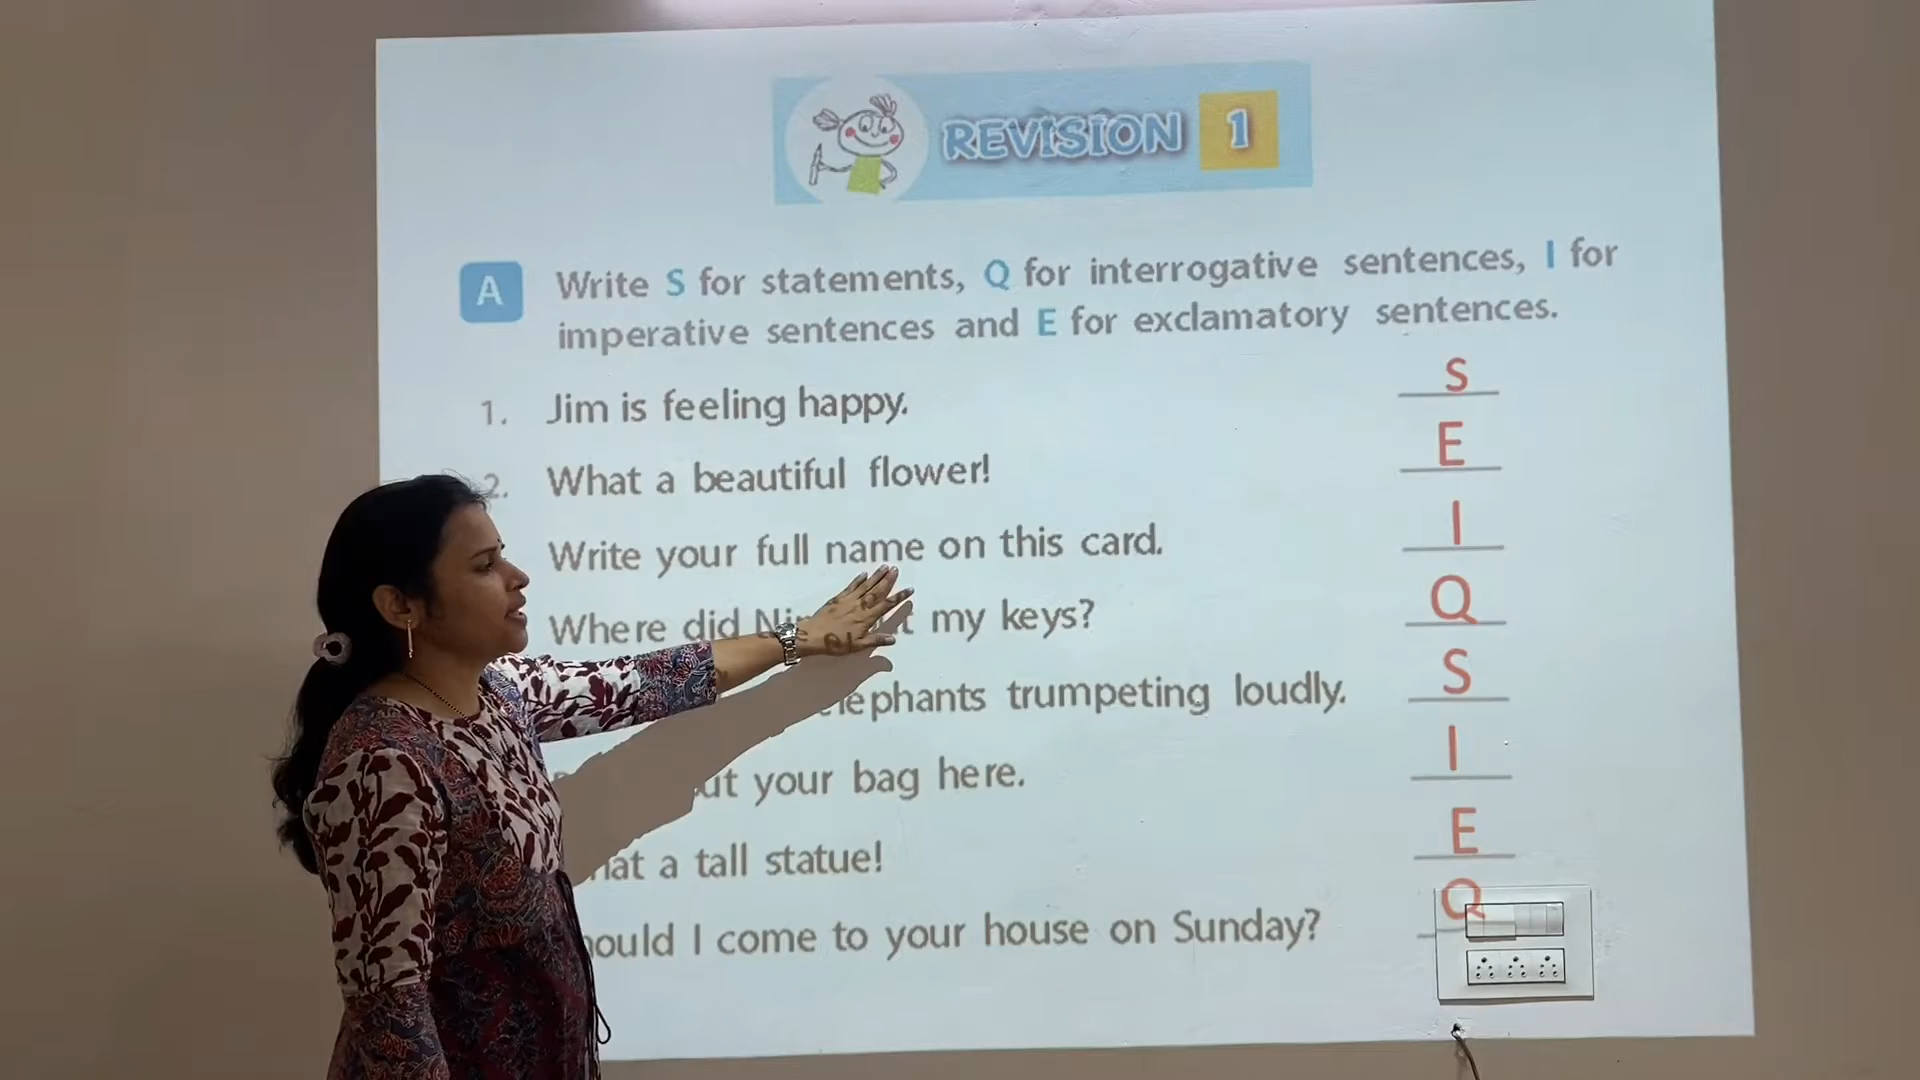 REVISION 1
A Write S for statements, Q for interrogative sentences, I for
imperative sentences and E for exclamatory sentences.
1. Jim is feeling happy. S
2. What a beautiful flower! E
Write your full name on this card. I
Where did my keys? Q
elephants trumpeting loudly. S
your bag here. I
a tall statue! E
I come to your house on Sunday? Q